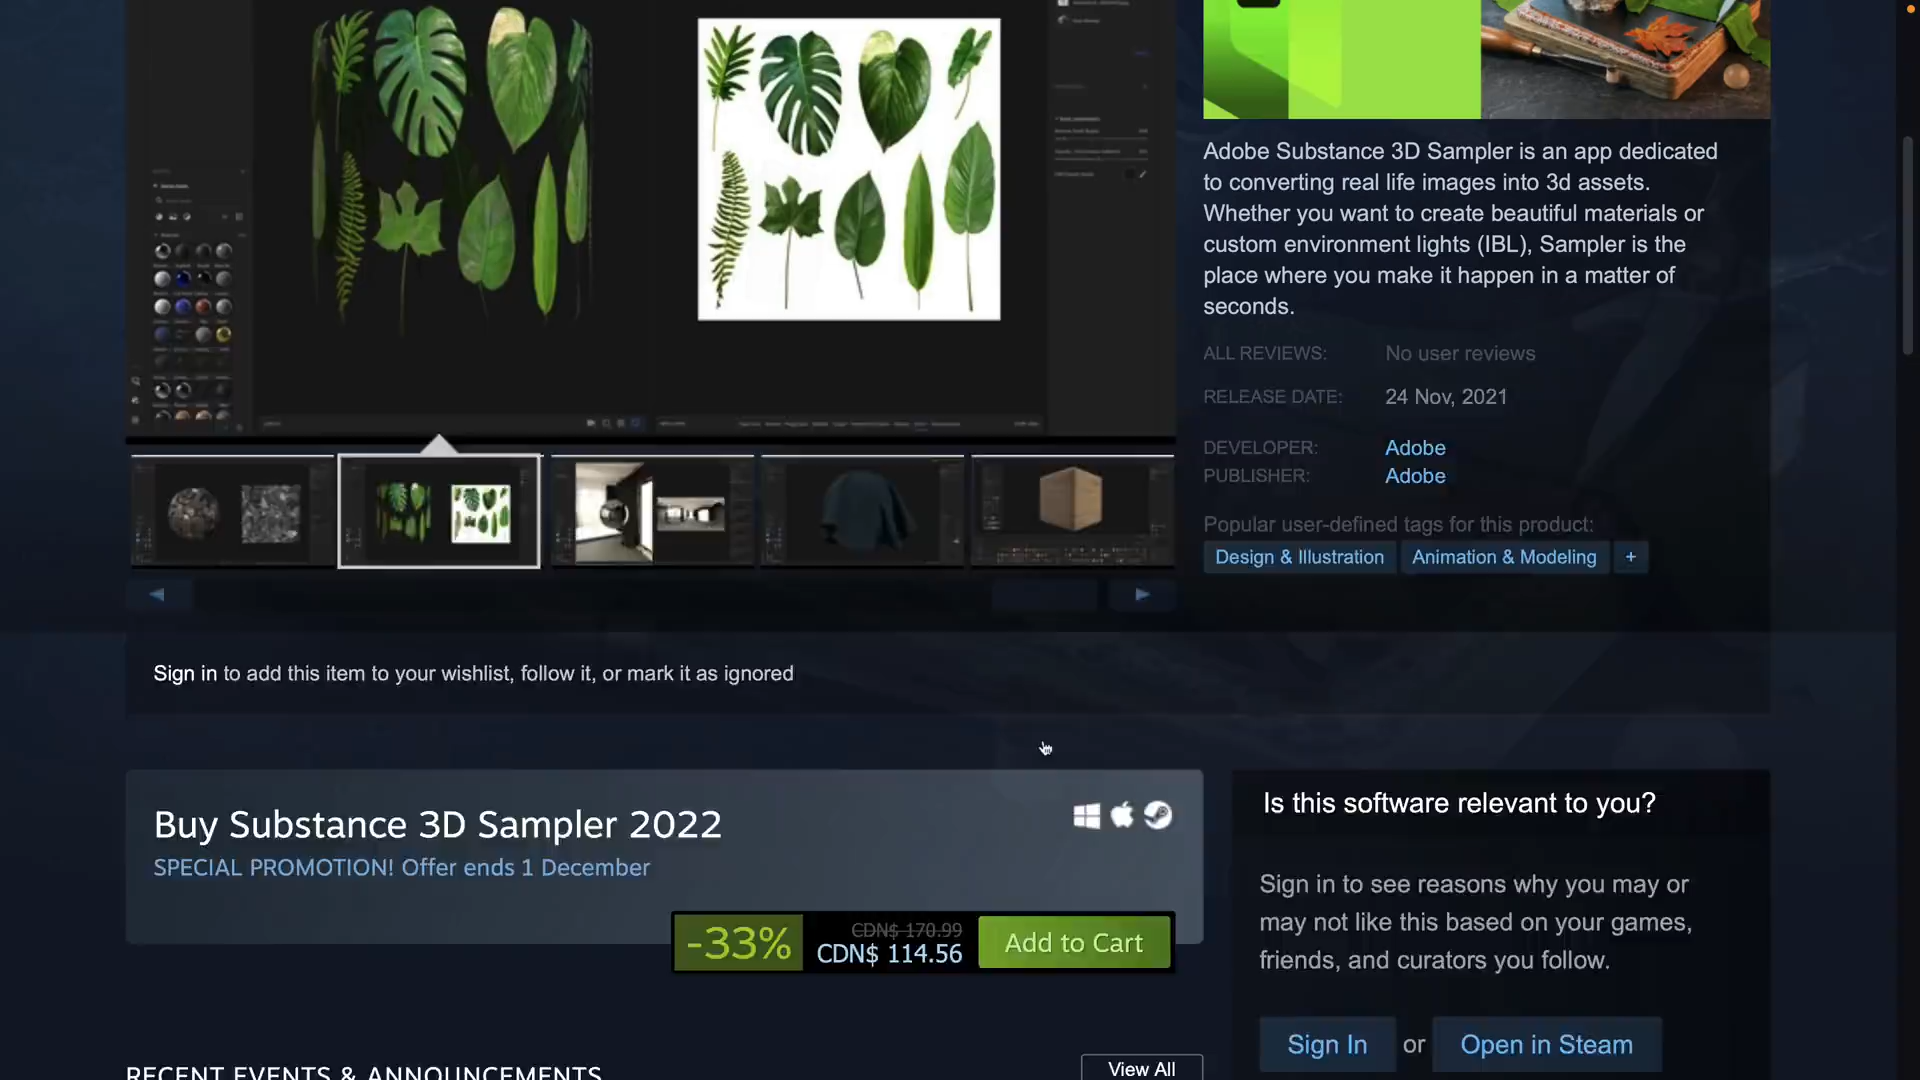 Adobe Substance 3D Sampler is an app dedicated
to converting real life images into 3d assets.
Whether you want to create beautiful materials or
custom environment lights (IBL), Sampler is the
place where you make it happen in a matter of
seconds.
ALL REVIEWS: No user reviews
RELEASE DATE: 24 Nov, 2021
DEVELOPER: Adobe
PUBLISHER: Adobe
Popular user-defined tags for this product:
Design & Illustration Animation & Modeling +
Sign in to add this item to your wishlist, follow it, or mark it as ignored
Buy Substance 3D Sampler 2022
SPECIAL PROMOTION! Offer ends 1 December
-33% CDN$ 170.99 CDN$ 114.56 Add to Cart
Is this software relevant to you?
Sign in to see reasons why you may or
may not like this based on your games,
friends, and curators you follow.
Sign In or Open in Steam
RECENT EVENTS & ANNOUNCEMENTS View All